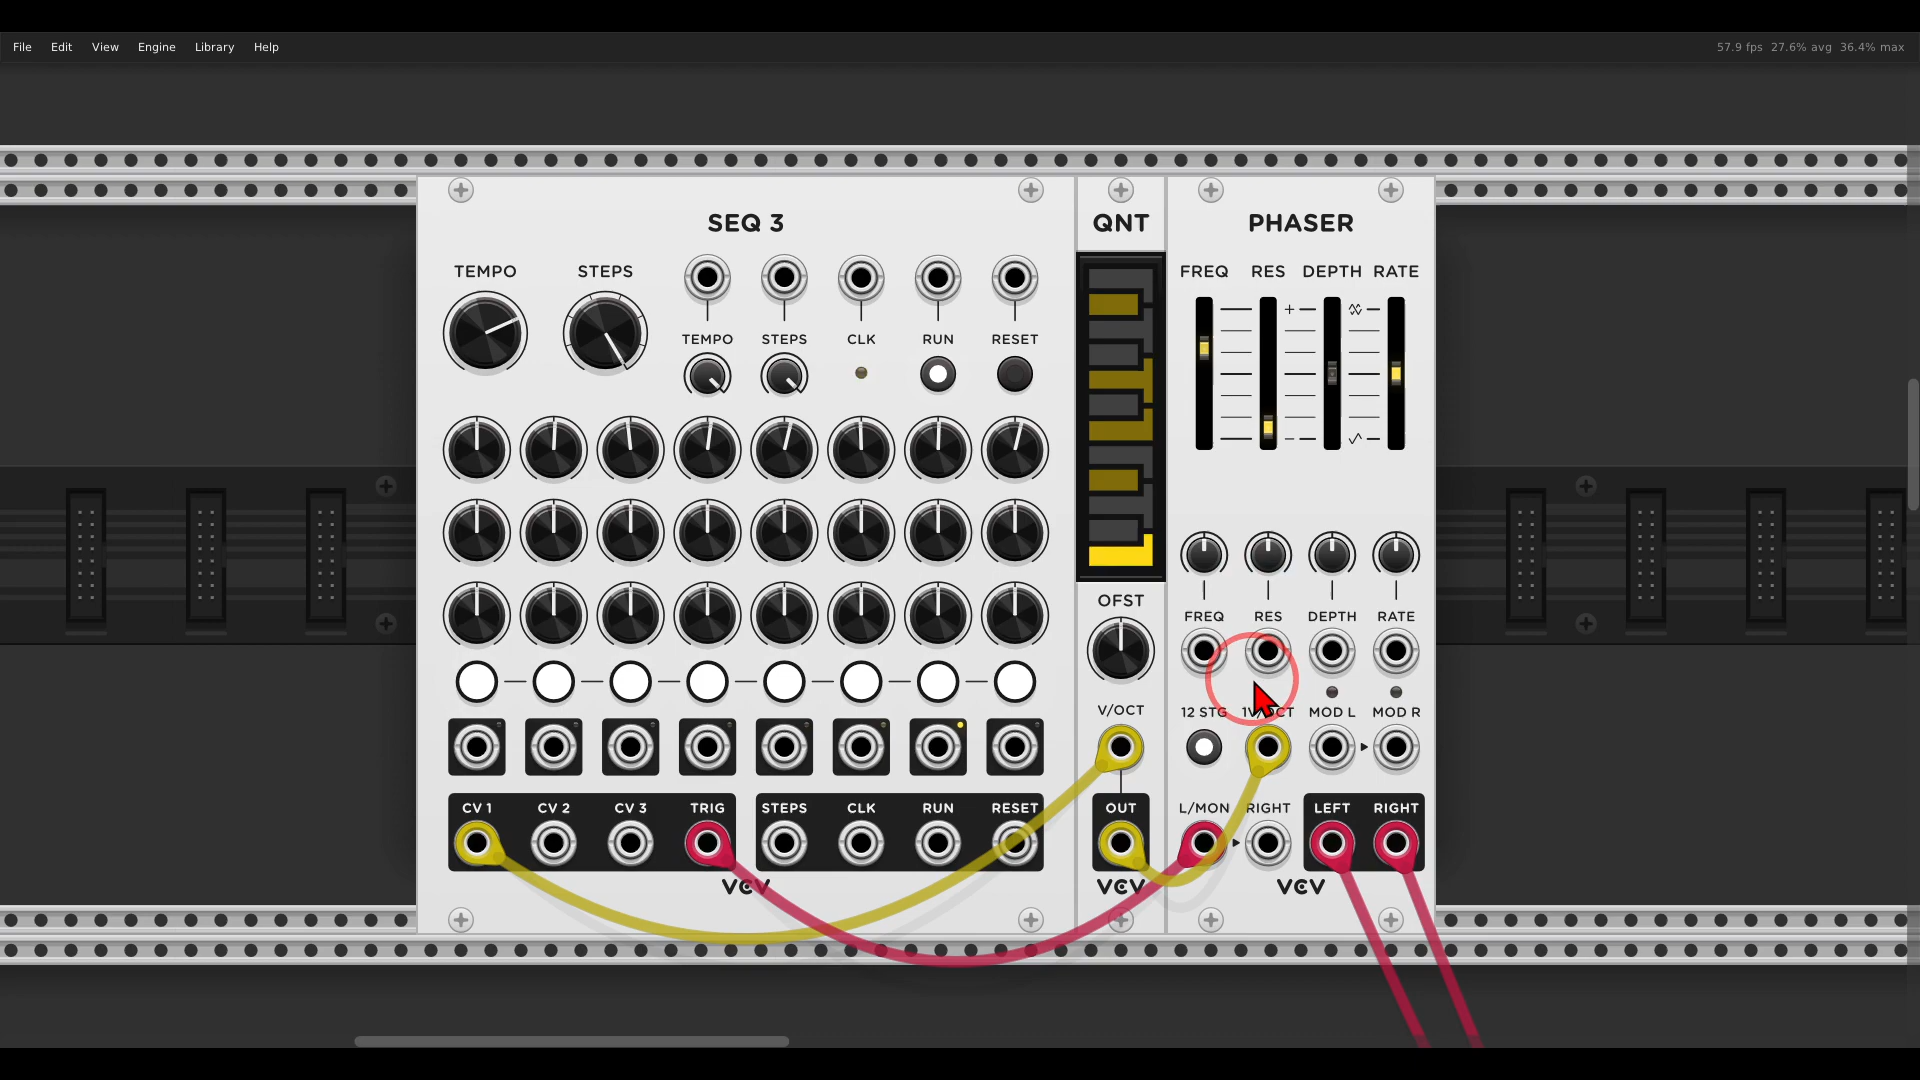 File Edit View Engine Library Help
57.9 fps 27.6% avg 36.4% max
SEQ 3
TEMPO STEPS
TEMPO STEPS CLK RUN RESET
CV 1 CV 2 CV 3 TRIG STEPS CLK RUN RESET
VCV
QNT
OFST
V/OCT
OUT
VCV
PHASER
FREQ RES DEPTH RATE
+
−
FREQ RES DEPTH RATE
12 STG 1V/OCT MOD L MOD R
L/MON RIGHT LEFT RIGHT
VCV